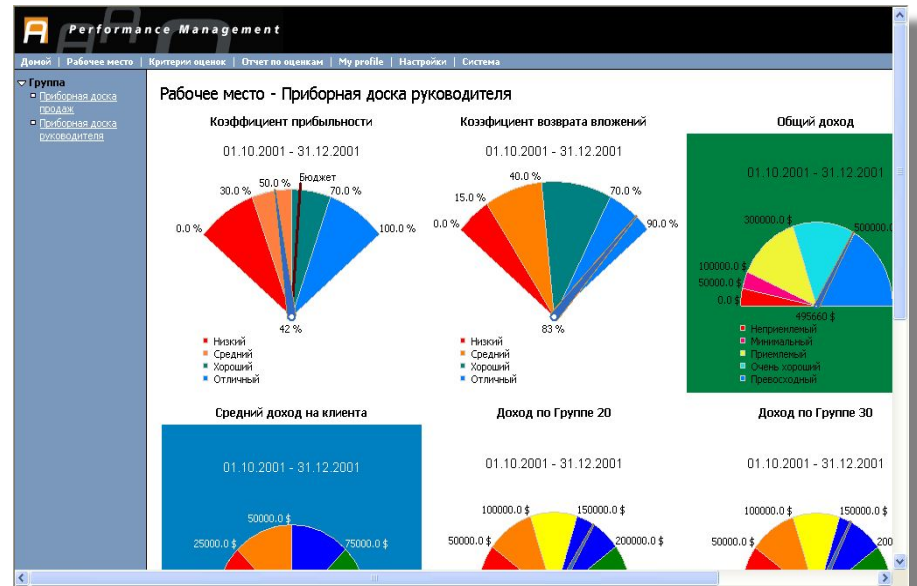 Performance Management
Домой | Рабочее место | Критерии оценок | Отчет по оценкам | My profile | Настройки | Система
Группа
Приборная доска
продаж
Приборная доска
руководителя
Рабочее место - Приборная доска руководителя
Коэффициент прибыльности
01.10.2001 - 31.12.2001
Бюджет
50.0 %
30.0 %
70.0 %
0.0 %
100.0 %
42 %
Низкий
Средний
Хороший
Отличный
Коэффициент возврата вложений
01.10.2001 - 31.12.2001
40.0 %
15.0 %
70.0 %
0.0 %
90.0 %
83 %
Низкий
Средний
Хороший
Отличный
Общий доход
01.10.2001 - 31.12.2001
300000.0 $
500000.0
100000.0 $
50000.0 $
0.0 $
495660 $
Неприемленый
Минимальный
Приемленый
Очень хороший
Превосходный
Средний доход на клиента
01.10.2001 - 31.12.2001
50000.0 $
25000.0 $
75000.0 $
Доход по Группе 20
01.10.2001 - 31.12.2001
100000.0 $
150000.0 $
50000.0 $
200000.0 $
Доход по Группе 30
01.10.2001 - 31.12.2001
100000.0 $
150000.0 $
50000.0 $
200